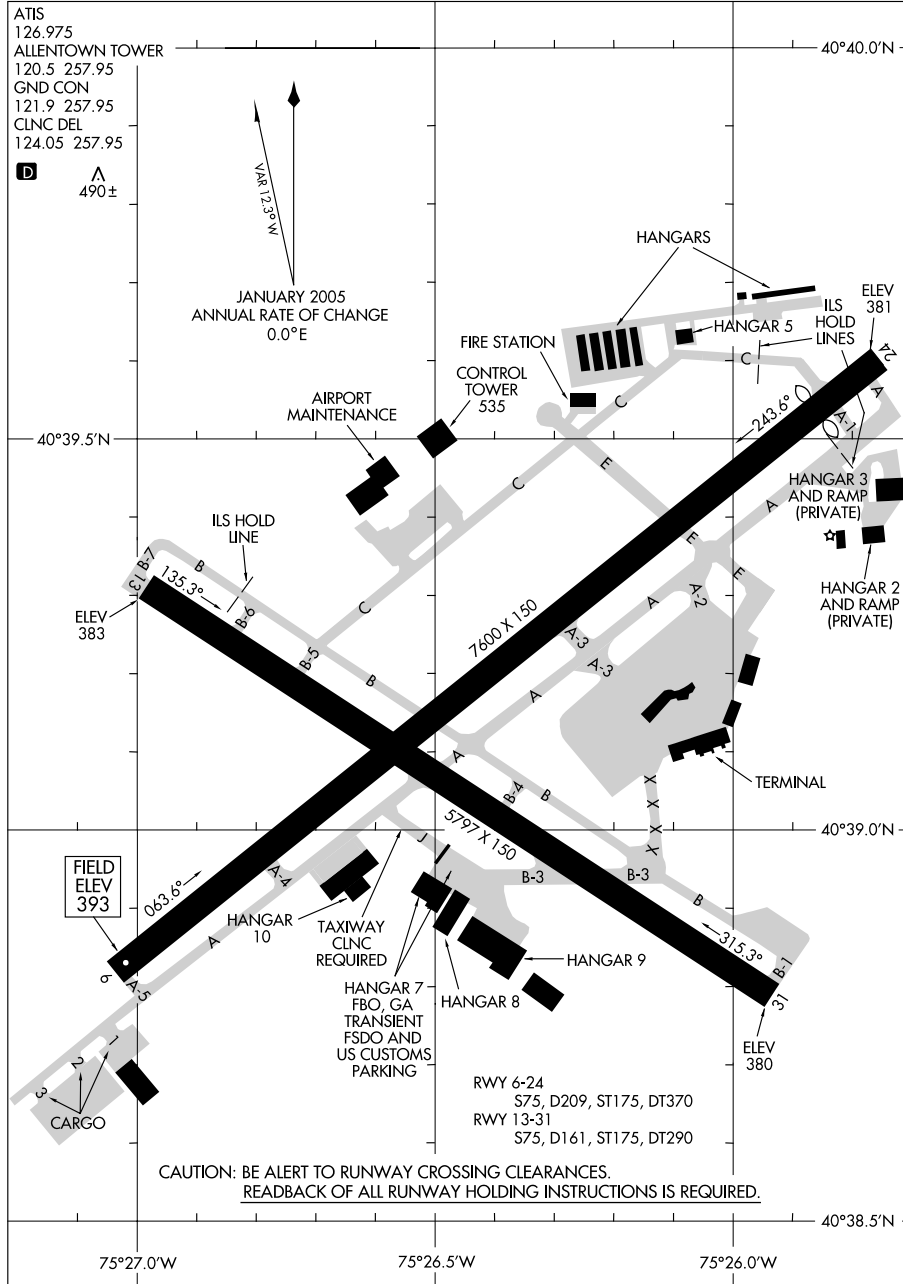 ATIS
126.975
ALLENTOWN TOWER
120.5 257.95
GND CON
121.9 257.95
CLNC DEL
124.05 257.95
D
490±
40°40.0'N
VAR 12.3° W
JANUARY 2005
ANNUAL RATE OF CHANGE
0.0°E
HANGARS
ELEV
381
ILS
HOLD
LINES
HANGAR 5
FIRE STATION
CONTROL
TOWER
535
AIRPORT
MAINTENANCE
C
24
A
C
A-1
243.6°
40°39.5'N
E
C
HANGAR 3
AND RAMP
(PRIVATE)
A
ILS HOLD
LINE
E
B-7
B
13
135.3°
E
HANGAR 2
AND RAMP
(PRIVATE)
A-2
ELEV
383
B-6
C
7600 X 150
A
A-3
A-3
B-5
B
A
A
TERMINAL
X
X
X
X
X
B-4
B
5797 X 150
40°39.0'N
J
FIELD
ELEV
393
063.6°
A-4
B-3
B-3
B
HANGAR
10
TAXIWAY
CLNC
REQUIRED
A
315.3°
HANGAR 9
B-1
6
A-5
31
HANGAR 7
FBO, GA
TRANSIENT
FSDO AND
US CUSTOMS
PARKING
HANGAR 8
ELEV
380
1
2
3
CARGO
RWY 6-24
S75, D209, ST175, DT370
RWY 13-31
S75, D161, ST175, DT290
CAUTION: BE ALERT TO RUNWAY CROSSING CLEARANCES.
READBACK OF ALL RUNWAY HOLDING INSTRUCTIONS IS REQUIRED.
40°38.5'N
75°27.0'W
75°26.5'W
75°26.0'W